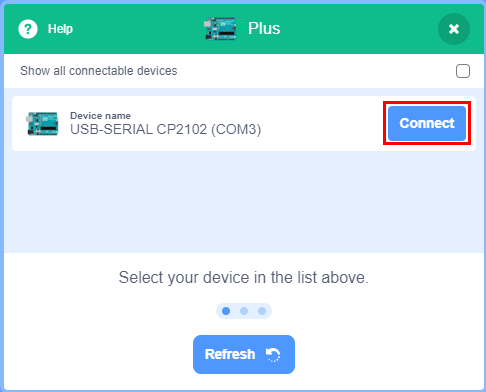 ? Help
Plus
Show all connectable devices
Device name
USB-SERIAL CP2102 (COM3)
Connect
Select your device in the list above.
Refresh